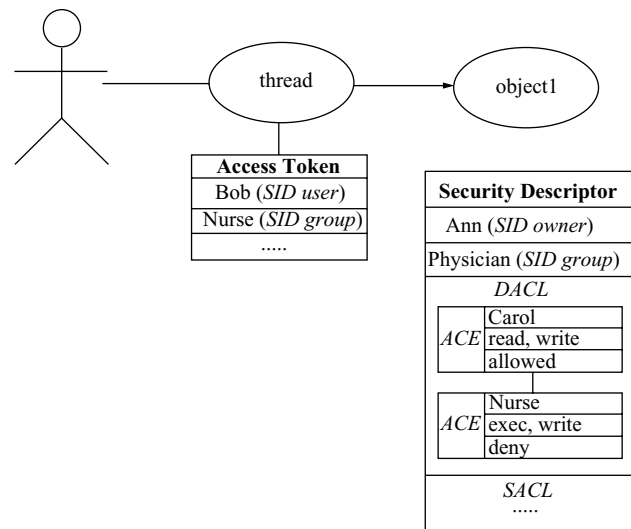 thread
object1
Access Token
Bob (SID user)
Nurse (SID group)
.....
Security Descriptor
Ann (SID owner)
Physician (SID group)
DACL
ACE
Carol
read, write
allowed
ACE
Nurse
exec, write
deny
SACL
.....